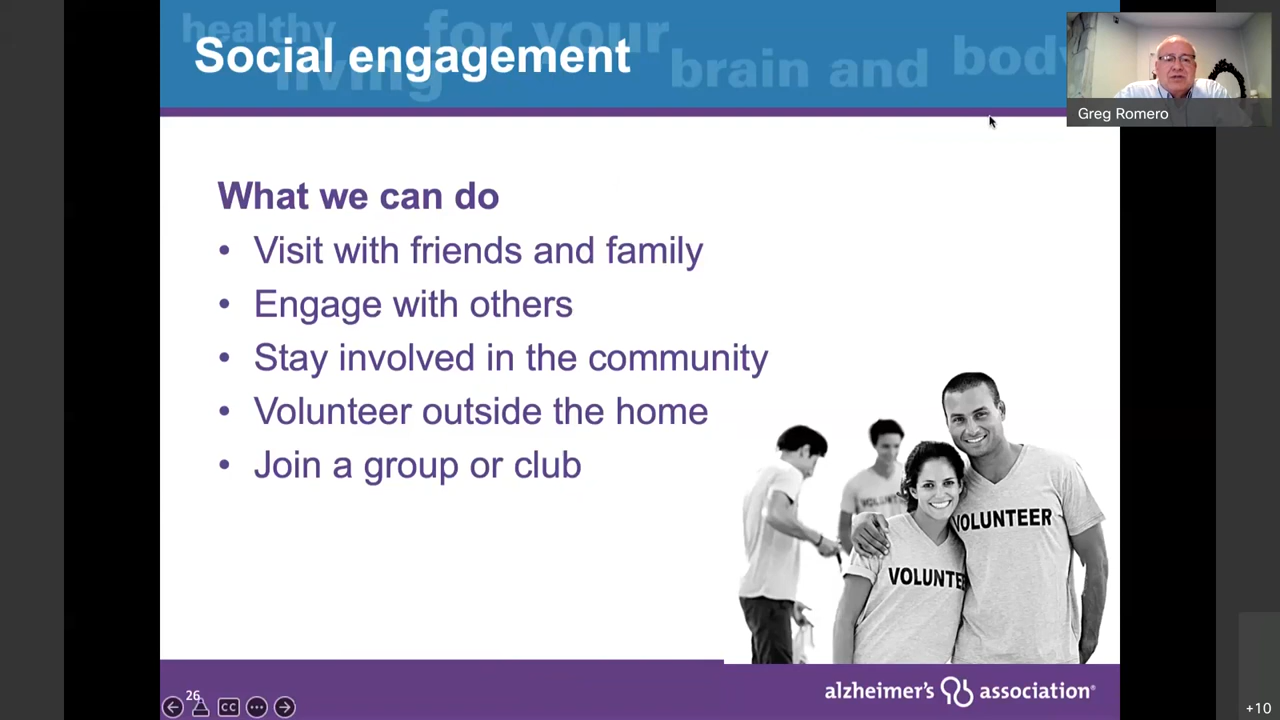 healthy
for your
living
brain and
body
Social engagement
Greg Romero
What we can do
• Visit with friends and family
• Engage with others
• Stay involved in the community
• Volunteer outside the home
• Join a group or club
VOLUNTEER
VOLUNTE
26
CC
alzheimer's association®
+10